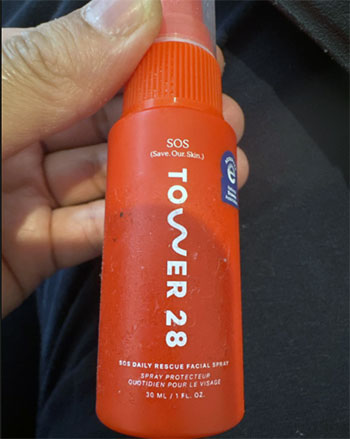 SOS
(Save. Our. Skin.)
TOWER 28
SOS DAILY RESCUE FACIAL SPRAY
SPRAY PROTECTEUR
QUOTIDIEN POUR LE VISAGE
30 ML / 1 FL. OZ.